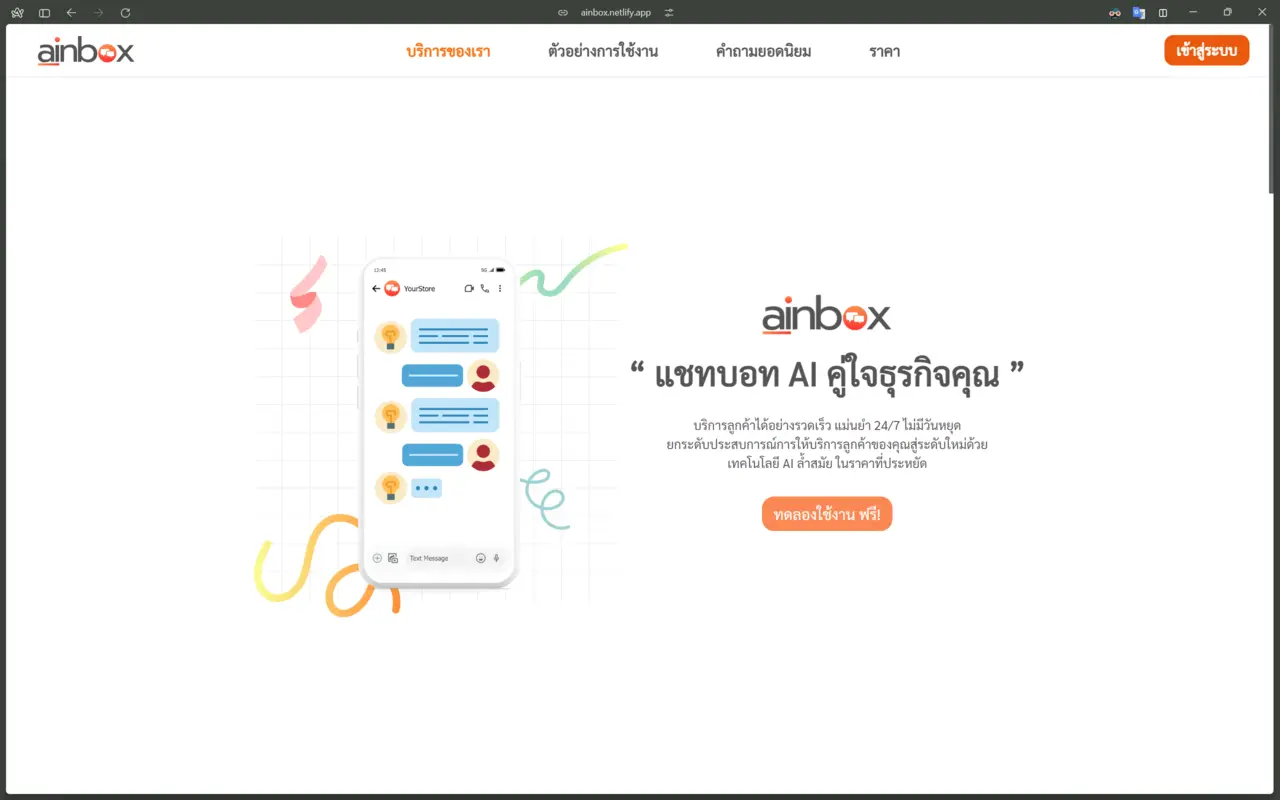 ainbox.netlify.app
ainbox
บริการของเรา
ตัวอย่างการใช้งาน
คำถามยอดนิยม
ราคา
เข้าสู่ระบบ
12:45
5G
YourStore
Text Message
ainbox
“ แชทบอท AI คู่ใจธุรกิจคุณ ”
บริการลูกค้าได้อย่างรวดเร็ว แม่นยำ 24/7 ไม่มีวันหยุด
ยกระดับประสบการณ์การให้บริการลูกค้าของคุณสู่ระดับใหม่ด้วย
เทคโนโลยี AI ล้ำสมัย ในราคาที่ประหยัด
ทดลองใช้งาน ฟรี!